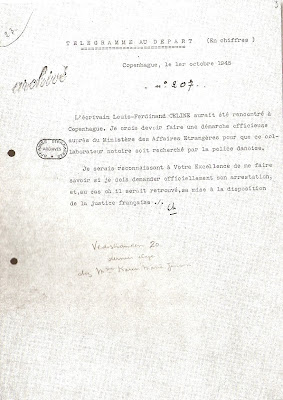 TELEGRAMME AU DEPART (En chiffres)
Copenhague, le 1er octobre 1945
archivé
n° 207.
L'écrivain Louis-Ferdinand CELINE aurait été rencontré à
Copenhague. Je crois devoir faire une démarche officieuse
auprès du Ministère des Affaires Etrangères pour que ce col-
laborateur notoire soit recherché par la police danoise.
ARCHIVES
Je serais reconnaissant à Votre Excellence de me faire
savoir si je dois demander officiellement son arrestation,
et, au cas où il serait retrouvé, sa mise à la disposition
de la justice française ./.
20.